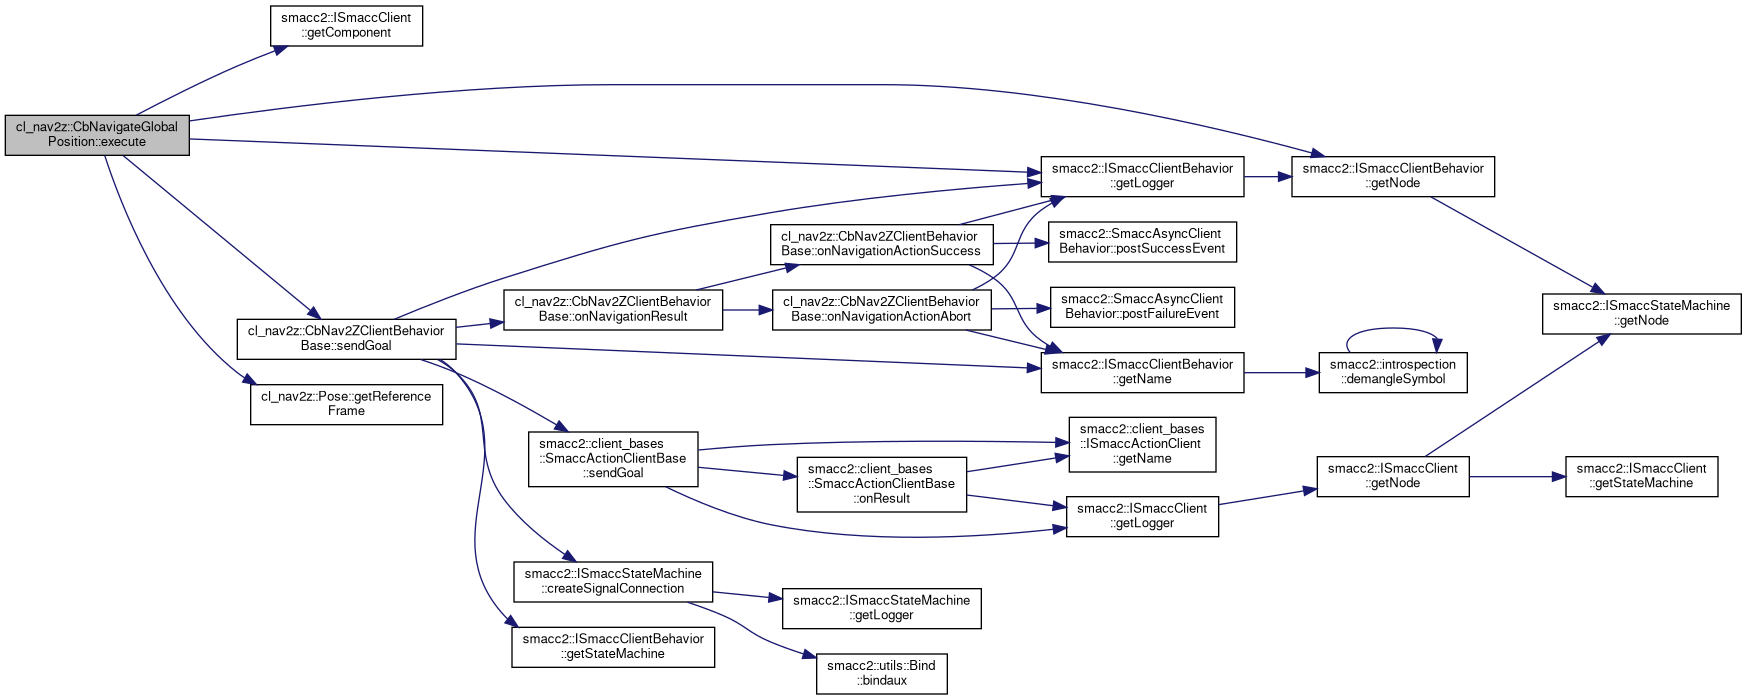 smacc2::ISmaccClient
::getComponent
cl_nav2z::CbNavigateGlobal
Position::execute
smacc2::ISmaccClientBehavior
::getLogger
smacc2::ISmaccClientBehavior
::getNode
cl_nav2z::CbNav2ZClientBehavior
Base::onNavigationActionSuccess
smacc2::SmaccAsyncClient
Behavior::postSuccessEvent
cl_nav2z::CbNav2ZClientBehavior
Base::onNavigationResult
cl_nav2z::CbNav2ZClientBehavior
Base::onNavigationActionAbort
smacc2::SmaccAsyncClient
Behavior::postFailureEvent
smacc2::ISmaccStateMachine
::getNode
cl_nav2z::CbNav2ZClientBehavior
Base::sendGoal
smacc2::ISmaccClientBehavior
::getName
smacc2::introspection
::demangleSymbol
cl_nav2z::Pose::getReference
Frame
smacc2::client_bases
::SmaccActionClientBase
::sendGoal
smacc2::client_bases
::ISmaccActionClient
::getName
smacc2::client_bases
::SmaccActionClientBase
::onResult
smacc2::ISmaccClient
::getLogger
smacc2::ISmaccClient
::getNode
smacc2::ISmaccClient
::getStateMachine
smacc2::ISmaccStateMachine
::createSignalConnection
smacc2::ISmaccStateMachine
::getLogger
smacc2::ISmaccClientBehavior
::getStateMachine
smacc2::utils::Bind
::bindaux